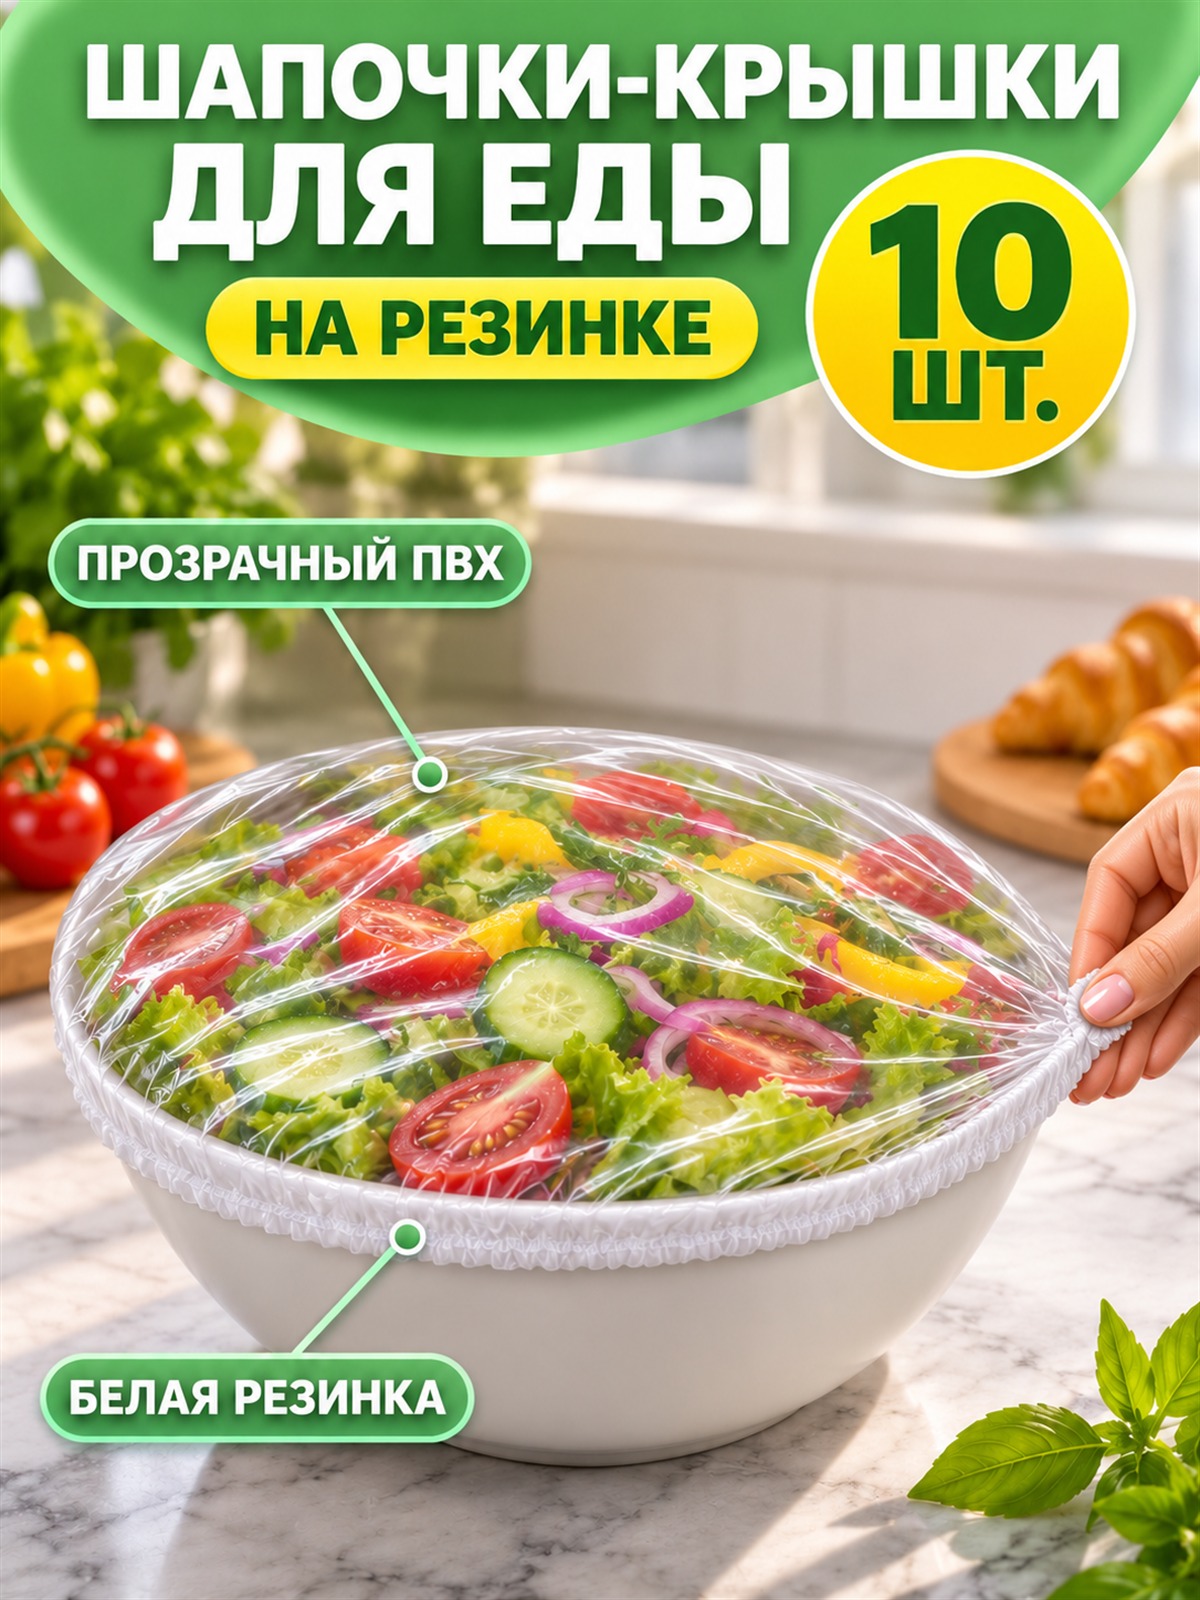 ШАПОЧКИ-КРЫШКИ
ДЛЯ ЕДЫ
НА РЕЗИНКЕ
10
ШТ.
ПРОЗРАЧНЫЙ ПВХ
БЕЛАЯ РЕЗИНКА